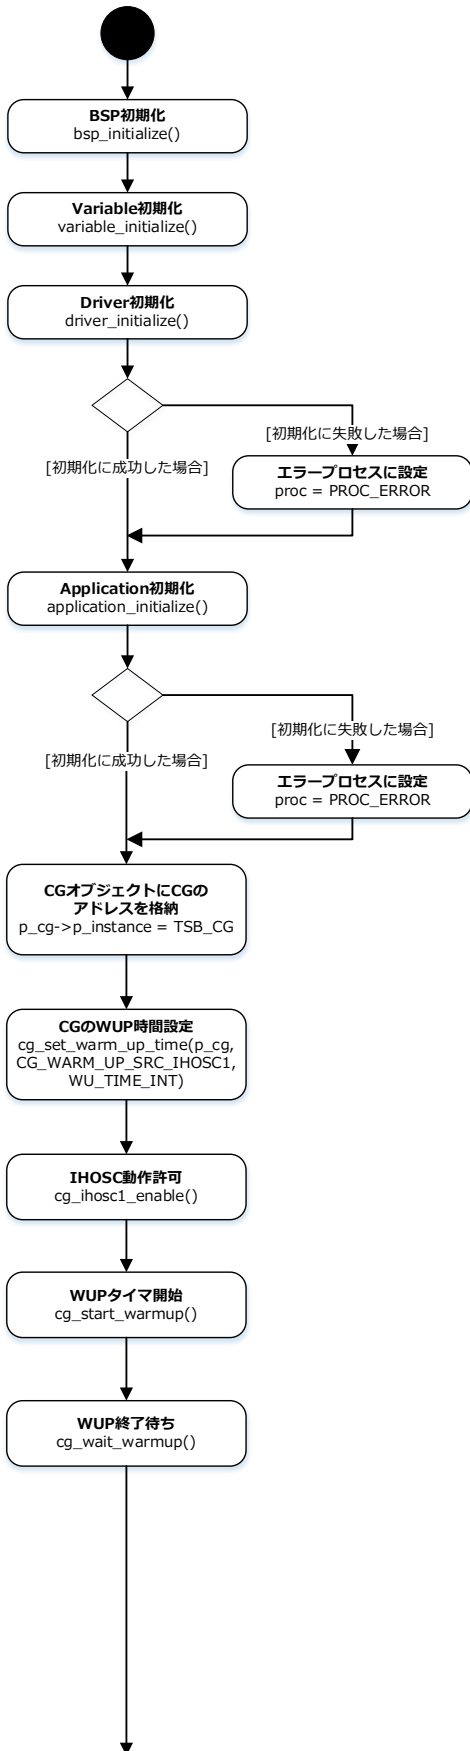 BSP初期化
bsp_initialize()
Variable初期化
variable_initialize()
Driver初期化
driver_initialize()
[初期化に失敗した場合]
[初期化に成功した場合]
エラープロセスに設定
proc = PROC_ERROR
Application初期化
application_initialize()
[初期化に失敗した場合]
[初期化に成功した場合]
エラープロセスに設定
proc = PROC_ERROR
CGオブジェクトにCGの
アドレスを格納
p_cg->p_instance = TSB_CG
CGのWUP時間設定
cg_set_warm_up_time(p_cg,
CG_WARM_UP_SRC_IHOSC1,
WU_TIME_INT)
IHOSC動作許可
cg_ihosc1_enable()
WUPタイマ開始
cg_start_warmup()
WUP終了待ち
cg_wait_warmup()